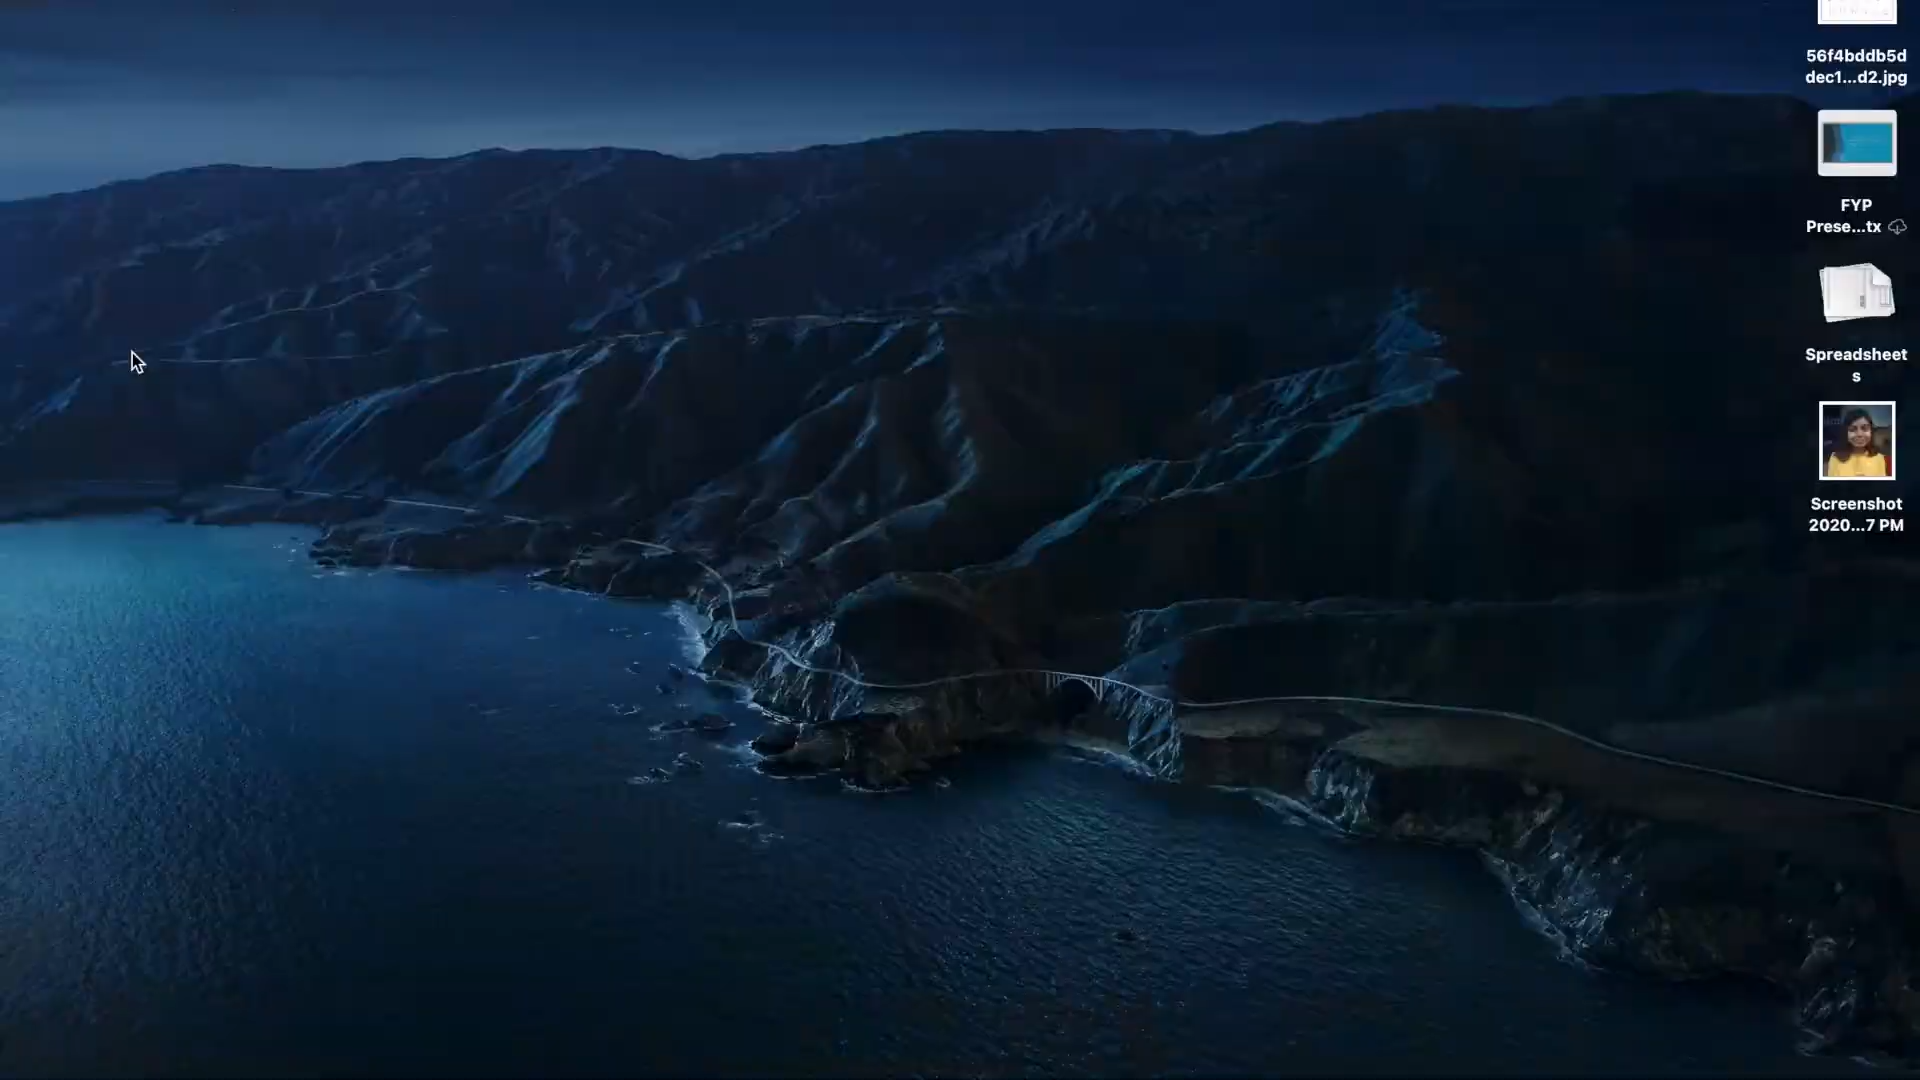 56f4bddb5d
dec1...d2.jpg
FYP
Prese...tx
Spreadsheet
s
Screenshot
2020...7 PM